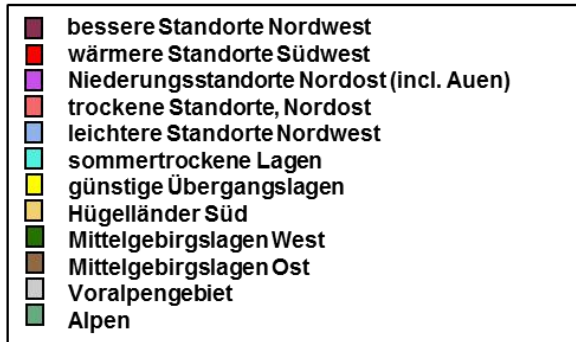 bessere Standorte Nordwest
wärmere Standorte Südwest
Niederungsstandorte Nordost (incl. Auen)
trockene Standorte, Nordost
leichtere Standorte Nordwest
sommertrockene Lagen
günstige Übergangslagen
Hügelländer Süd
Mittelgebirgslagen West
Mittelgebirgslagen Ost
Voralpengebiet
Alpen